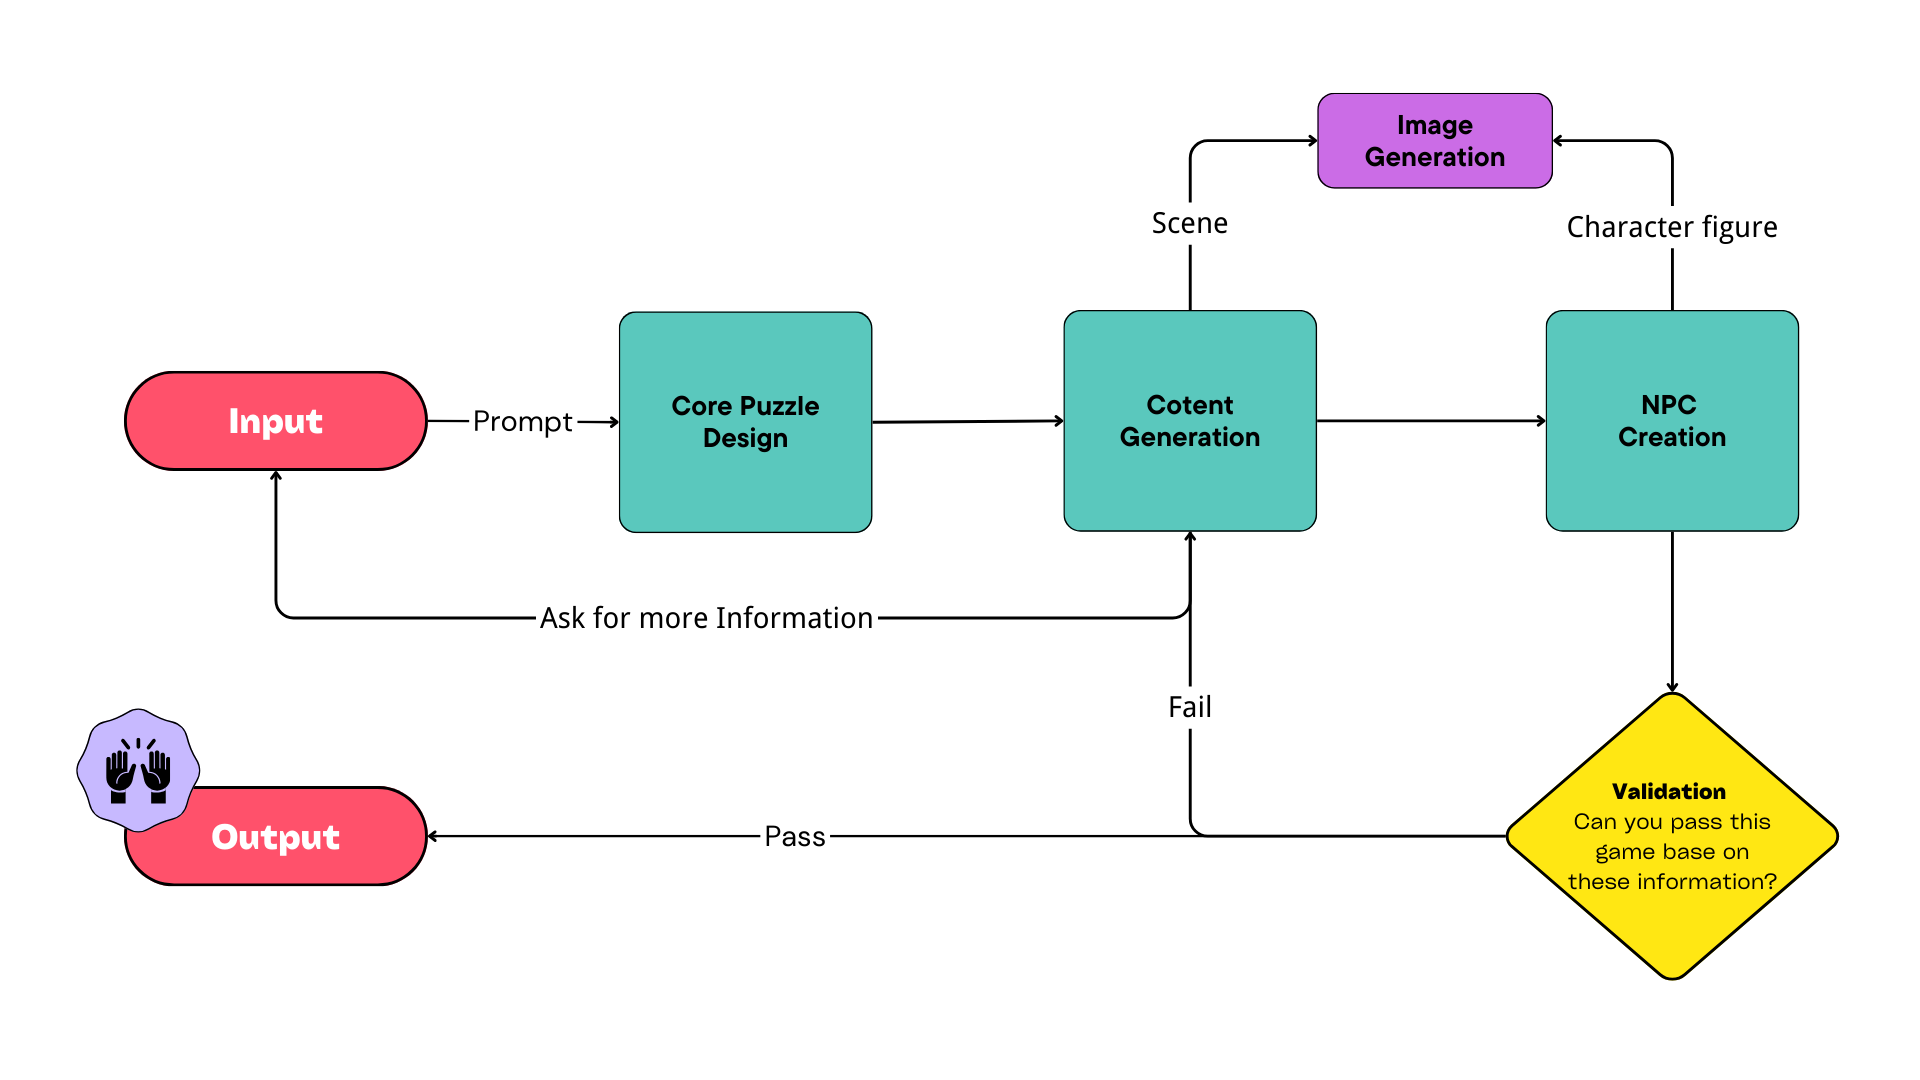 Image
Generation
Scene
Character figure
Input
Prompt
Core Puzzle
Design
Cotent
Generation
NPC
Creation
Ask for more Information
Fail
Output
Pass
Validation
Can you pass this
game base on
these information?